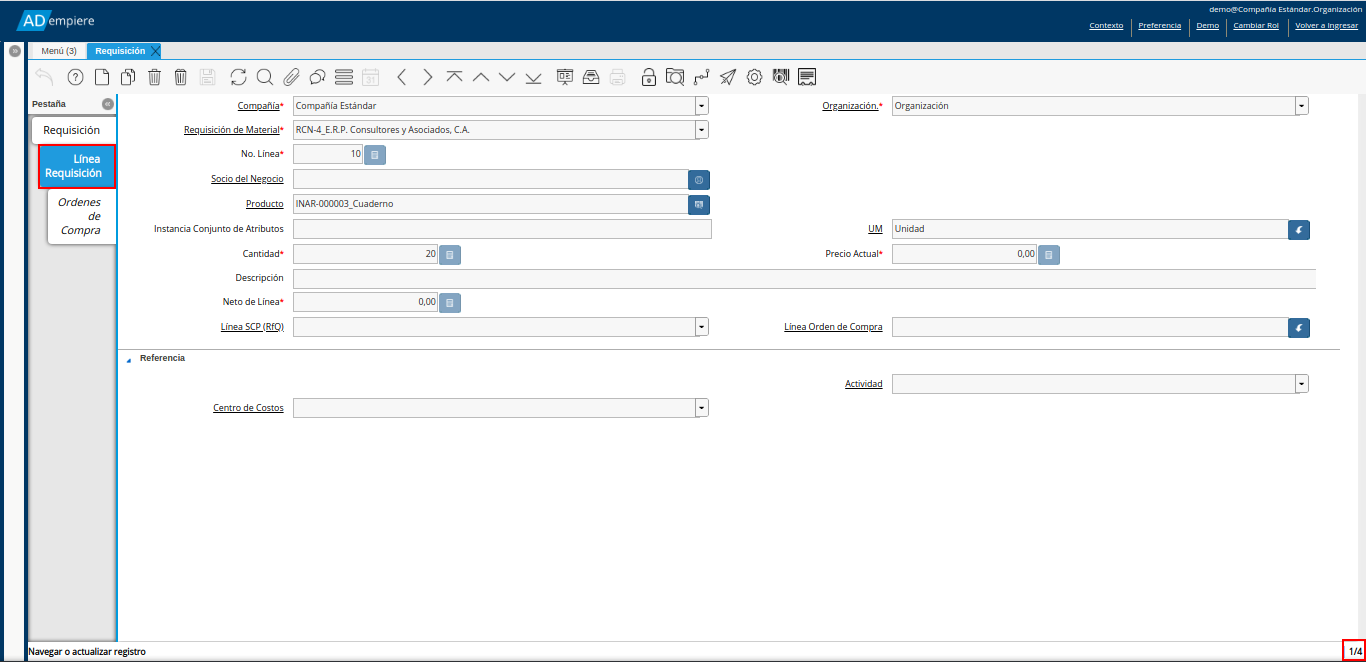 demo@Compañía Estándar.Organización
ADempiere
Contexto Preferencia Demo Cambiar Rol Volver a Ingresar
Menú (3) Requisición
31
Pestaña
Requisición
Línea
Requisición
Ordenes
de
Compra
Compañía* Compañía Estándar Organización.* Organización
Requisición de Material* RCN-4_E.R.P. Consultores y Asociados, C.A.
No. Línea* 10
Socio del Negocio
Producto INAR-000003_Cuaderno
Instancia Conjunto de Atributos UM Unidad
Cantidad* 20 Precio Actual* 0,00
Descripción
Neto de Línea* 0,00
Línea SCP (RfQ) Línea Orden de Compra
Referencia
Actividad
Centro de Costos
Navegar o actualizar registro 1/4